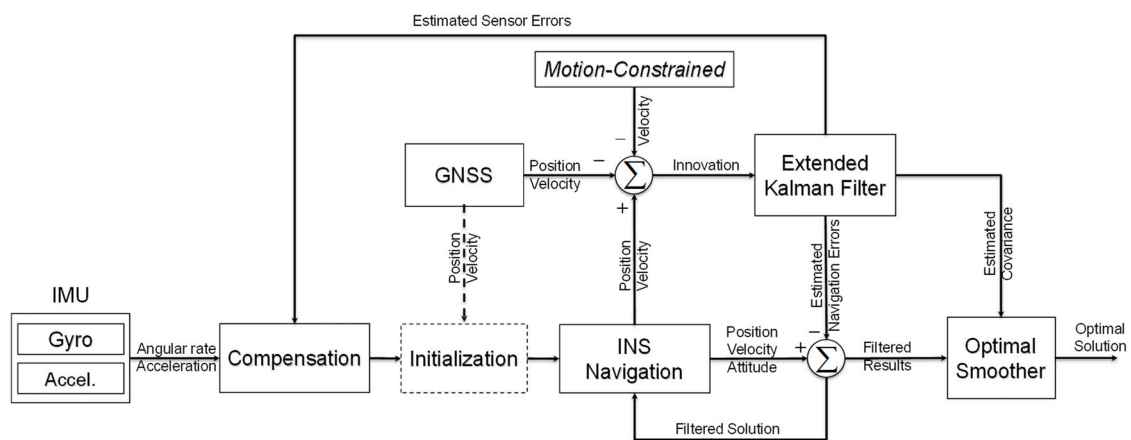 Estimated Sensor Errors
Motion-Constrained
−
Velocity
GNSS
Position
Velocity
−
Σ
+
Innovation
Extended
Kalman Filter
Position
Velocity
Position
Velocity
Estimated
Navigation Errors
Estimated
Covariance
IMU
Gyro
Accel.
Angular rate
Acceleration
Compensation
Initialization
INS
Navigation
Position
Velocity
Attitude
+
−
Σ
Filtered
Results
Optimal
Smoother
Optimal
Solution
Filtered Solution